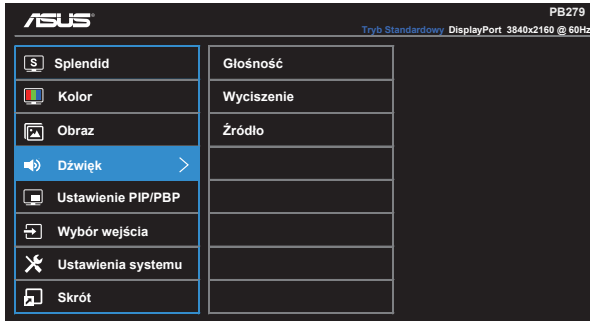 ASUS
PB279
Tryb Standardowy DisplayPort 3840x2160 @ 60Hz
S Splendid
Kolor
Obraz
Dźwięk
Ustawienie PIP/PBP
Wybór wejścia
Ustawienia systemu
Skrót
Głośność
Wyciszenie
Źródło